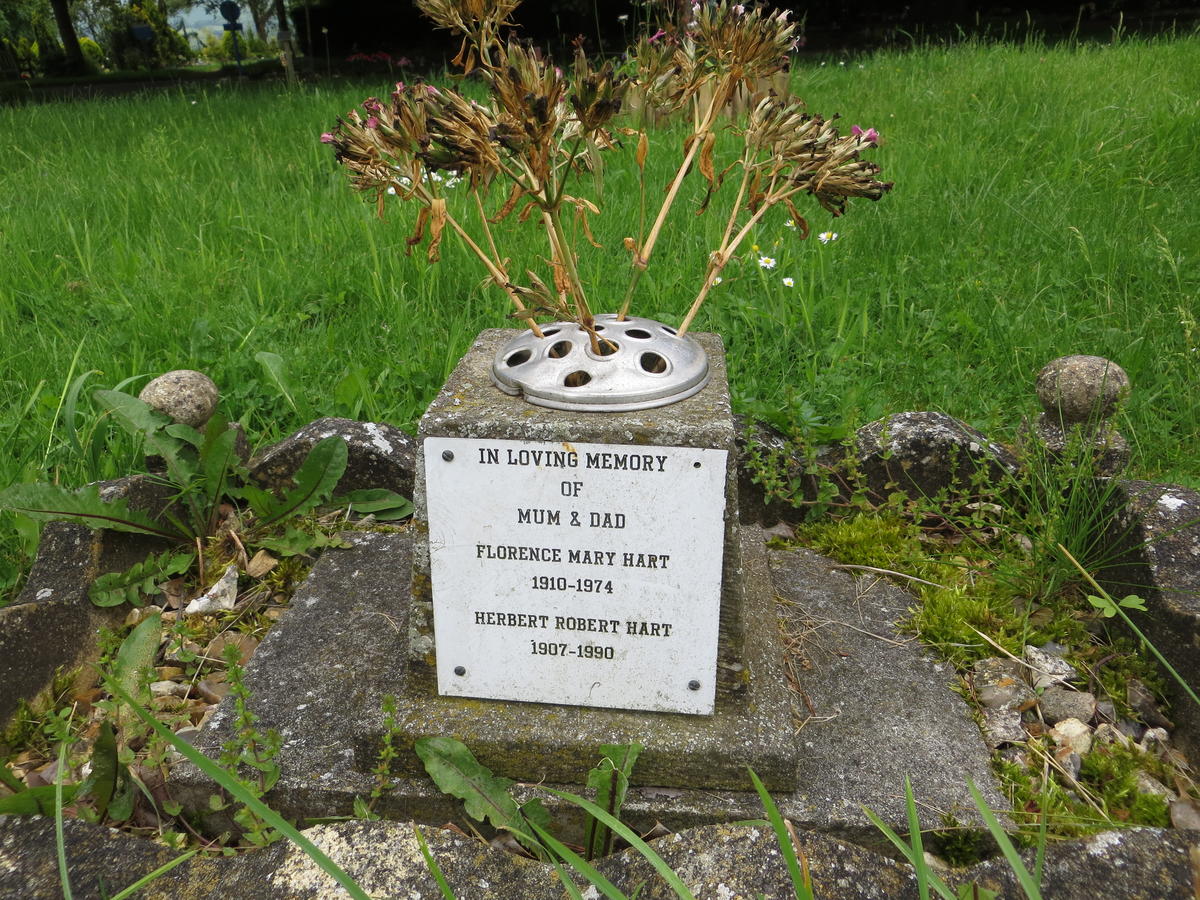 IN LOVING MEMORY
OF
MUM & DAD
FLORENCE MARY HART
1910-1974
HERBERT ROBERT HART
1907-1990